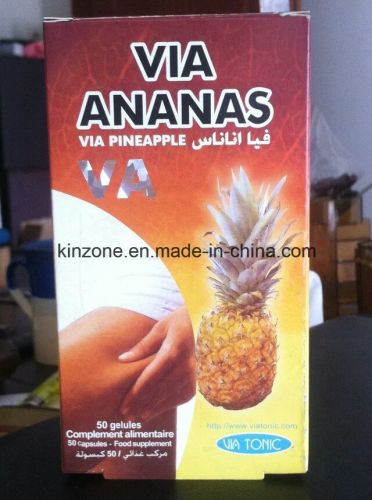 VIA
ANANAS
VIA PINEAPPLE فيا اناناس
VA
kinzone.en.made-in-china.com
50 gelules
Complement alimentaire
50 capsules - Food supplement
مركب غذائي / 50 كبسولة
http://www.viatonic.com
VIA TONIC